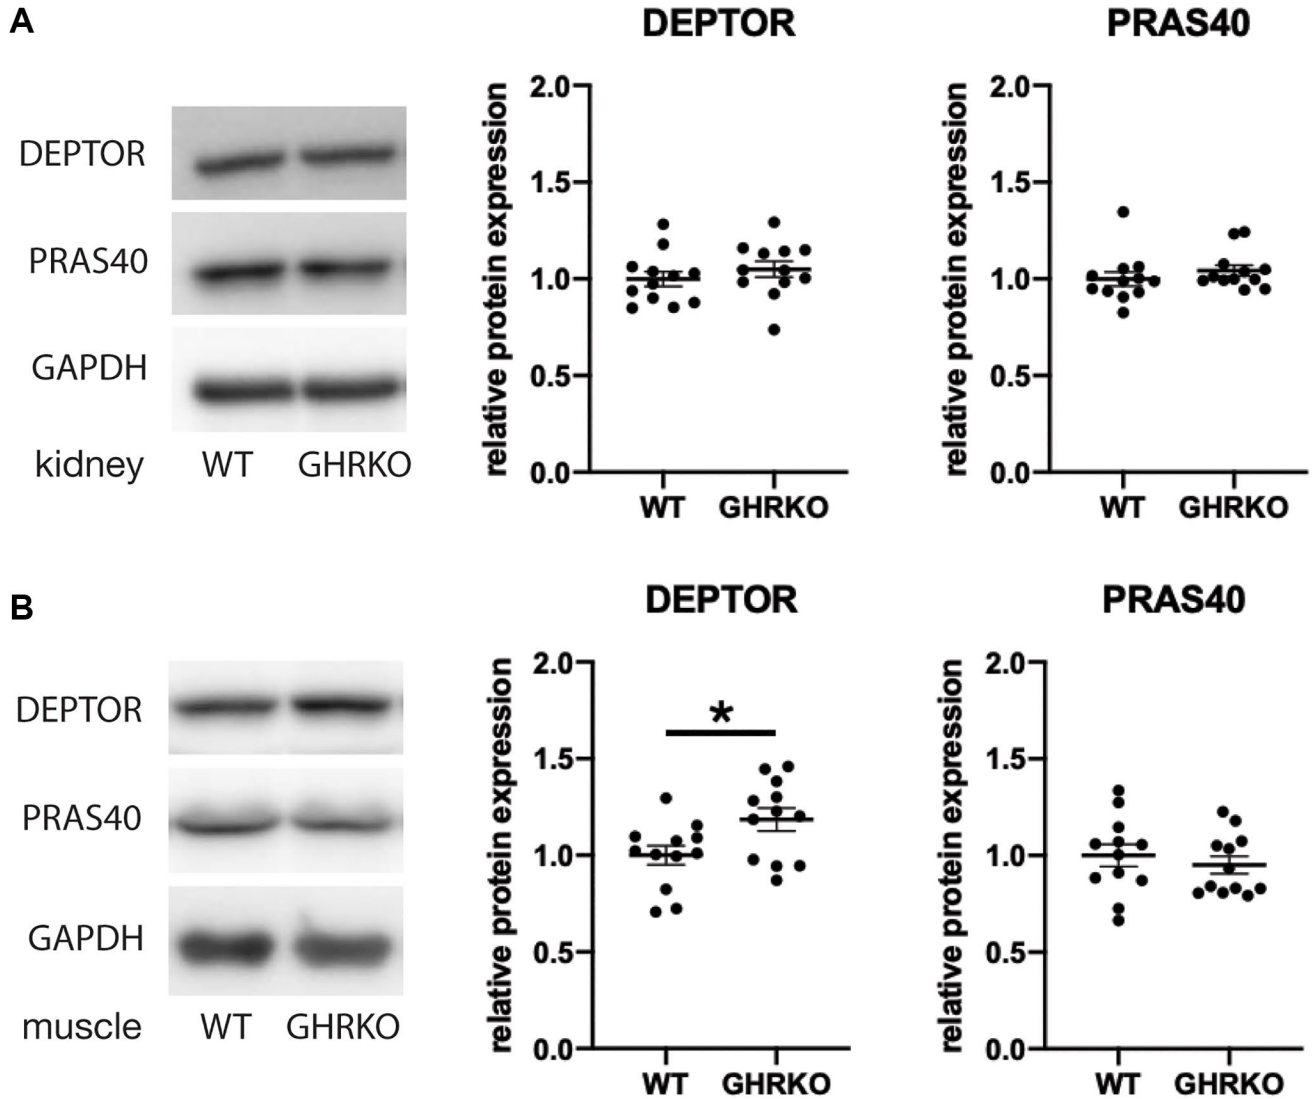 A
DEPTOR
PRAS40
GAPDH
kidney WT GHRKO
DEPTOR
relative protein expression
2.0
1.5
1.0
0.5
0.0
WT GHRKO
PRAS40
relative protein expression
2.0
1.5
1.0
0.5
0.0
WT GHRKO
B
DEPTOR
PRAS40
GAPDH
muscle WT GHRKO
DEPTOR
relative protein expression
2.0
1.5
1.0
0.5
0.0
*
WT GHRKO
PRAS40
relative protein expression
2.0
1.5
1.0
0.5
0.0
WT GHRKO